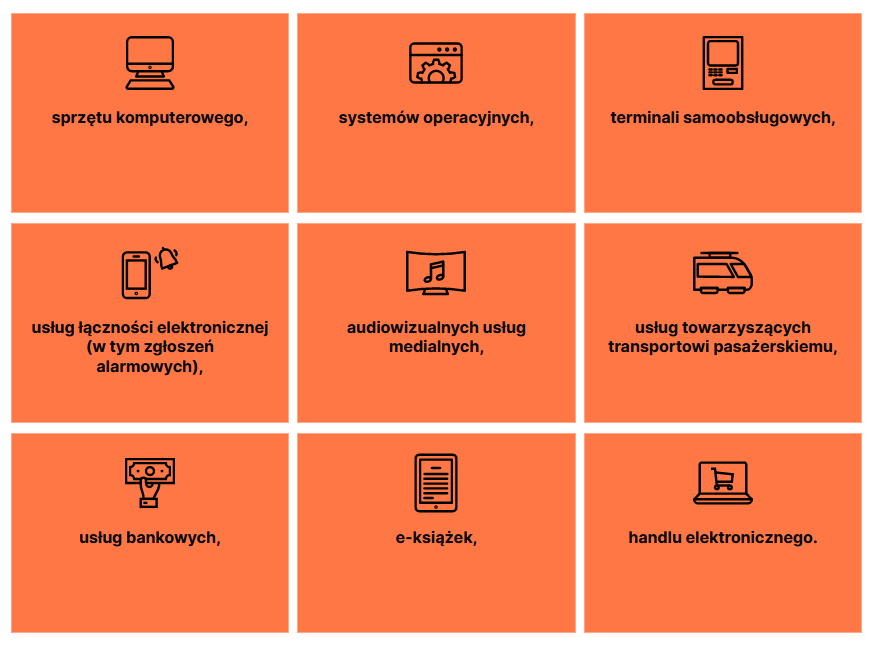 sprzętu komputerowego,
systemów operacyjnych,
terminali samoobsługowych,
usług łączności elektronicznej
(w tym zgłoszeń
alarmowych),
audiowizualnych usług
medialnych,
usług towarzyszących
transportowi pasażerskiemu,
usług bankowych,
e-książek,
handlu elektronicznego.